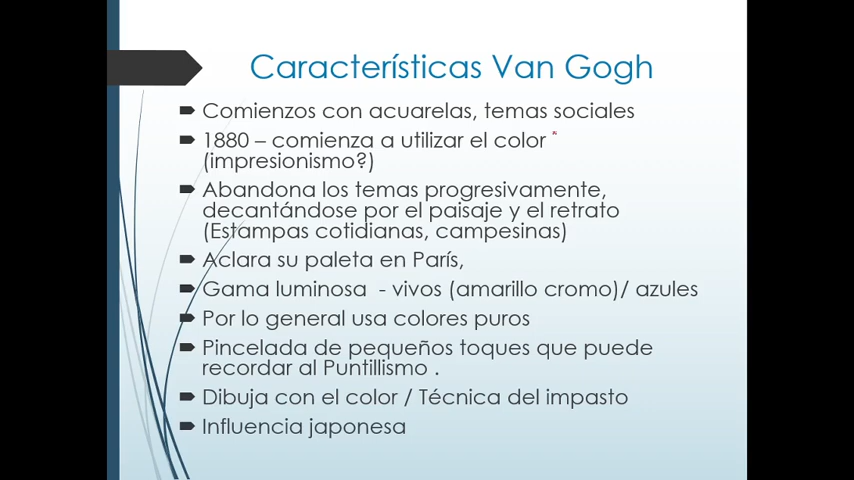 Características Van Gogh
Comienzos con acuarelas, temas sociales
1880 – comienza a utilizar el color
(impresionismo?)
Abandona los temas progresivamente,
decantándose por el paisaje y el retrato
(Estampas cotidianas, campesinas)
Aclara su paleta en París,
Gama luminosa - vivos (amarillo cromo)/ azules
Por lo general usa colores puros
Pincelada de pequeños toques que puede
recordar al Puntillismo .
Dibuja con el color / Técnica del impasto
Influencia japonesa